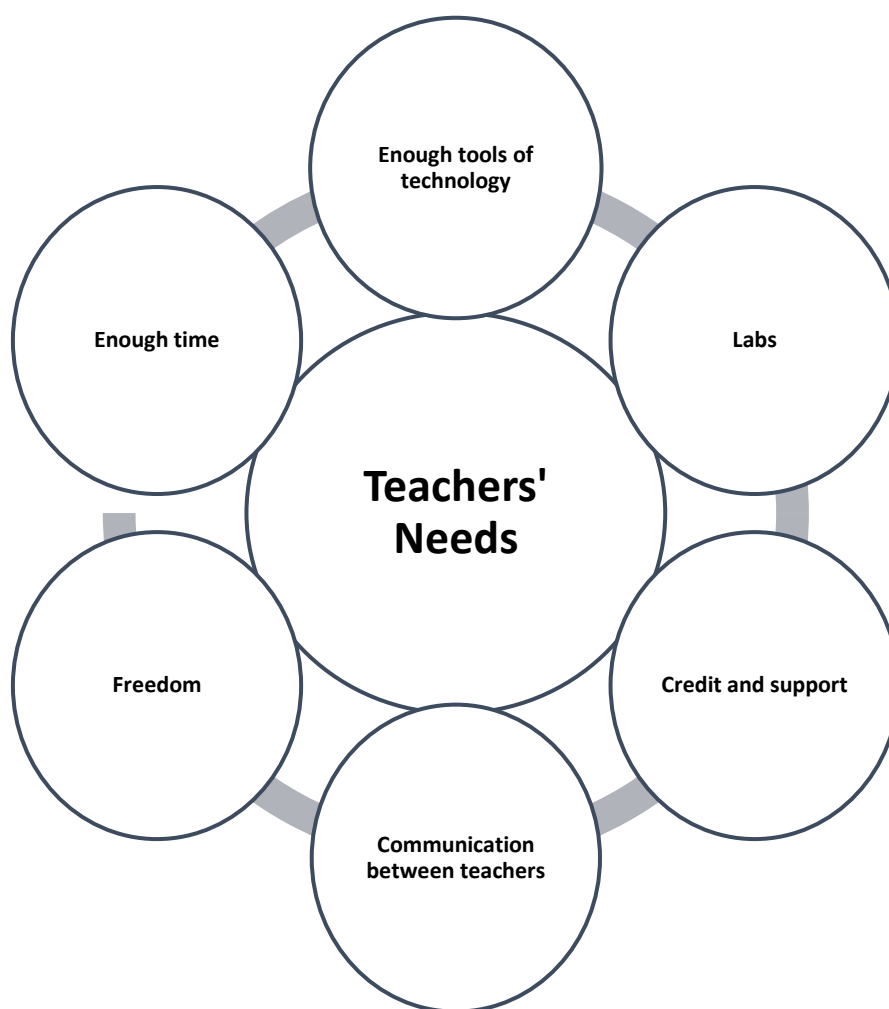 Enough tools of
technology
Labs
Credit and support
Communication
between teachers
Freedom
Enough time
Teachers'
Needs